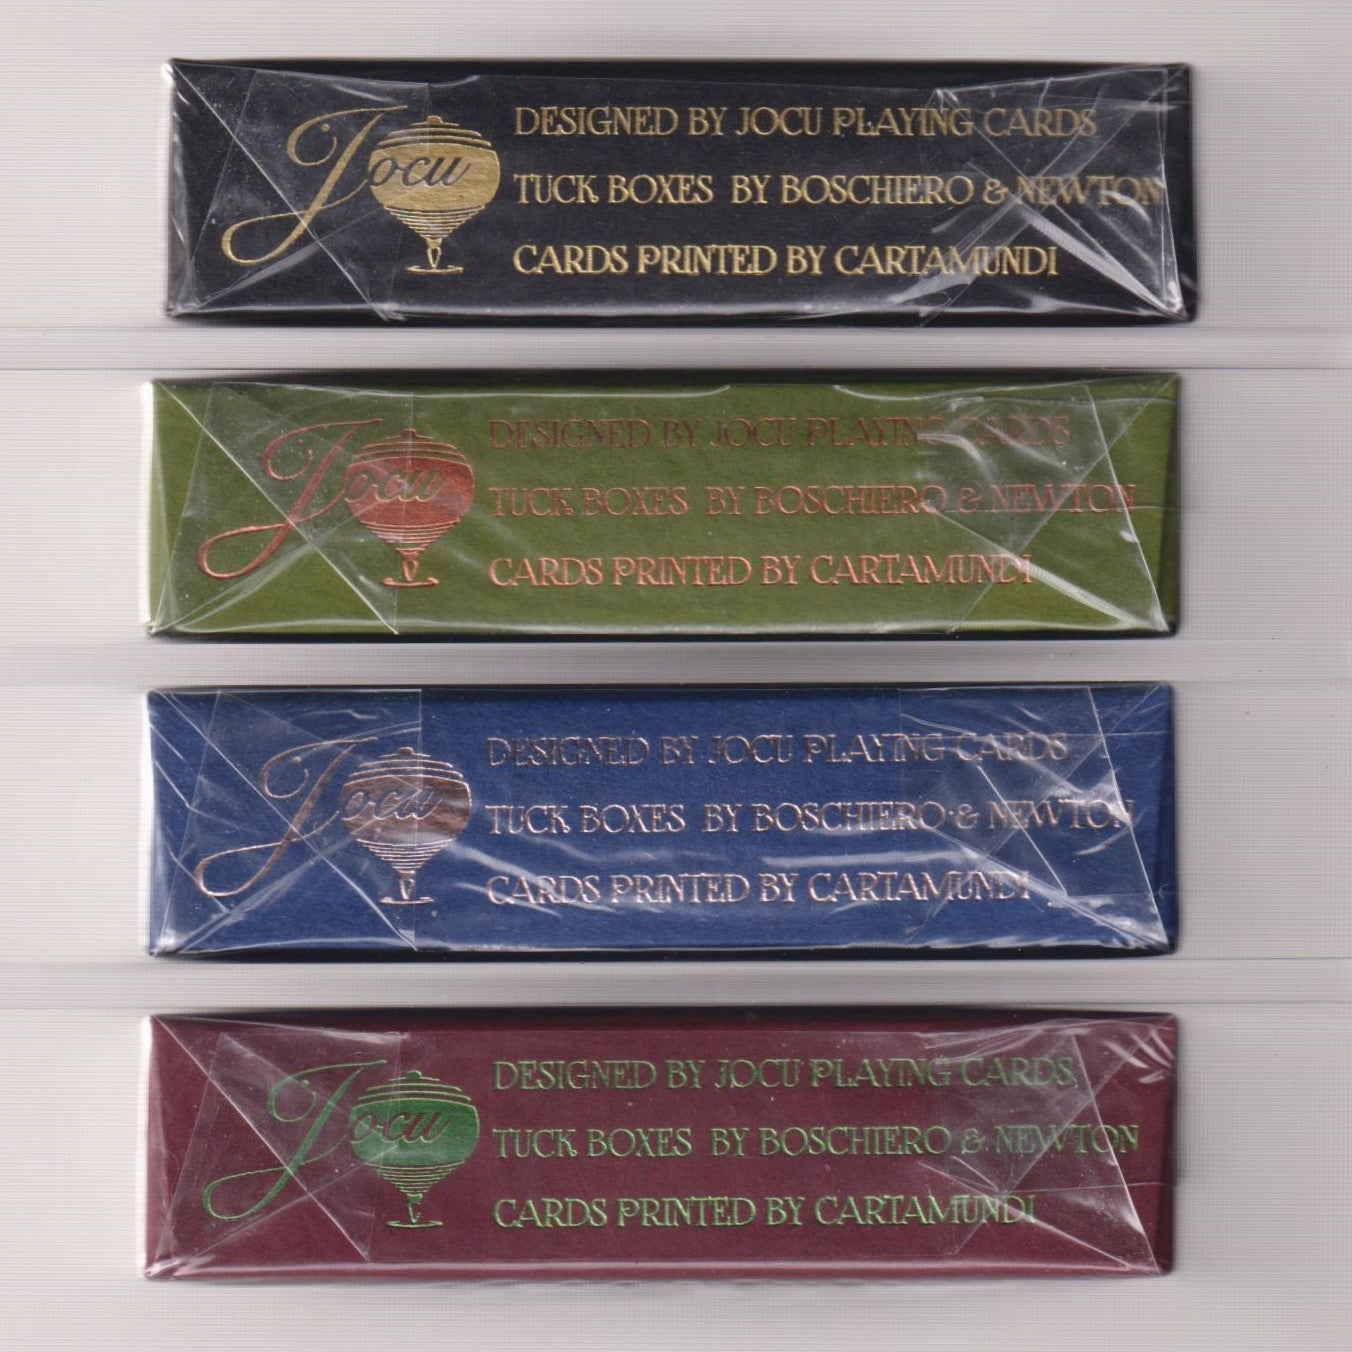 Jocu
DESIGNED BY JOCU PLAYING CARDS
TUCK BOXES BY BOSCHIERO & NEWTON
CARDS PRINTED BY CARTAMUNDI
Jocu
DESIGNED BY JOCU PLAYING CARDS
TUCK BOXES BY BOSCHIERO & NEWTON
CARDS PRINTED BY CARTAMUNDI
Jocu
DESIGNED BY JOCU PLAYING CARDS
TUCK BOXES BY BOSCHIERO & NEWTON
CARDS PRINTED BY CARTAMUNDI
Jocu
DESIGNED BY JOCU PLAYING CARDS
TUCK BOXES BY BOSCHIERO & NEWTON
CARDS PRINTED BY CARTAMUNDI